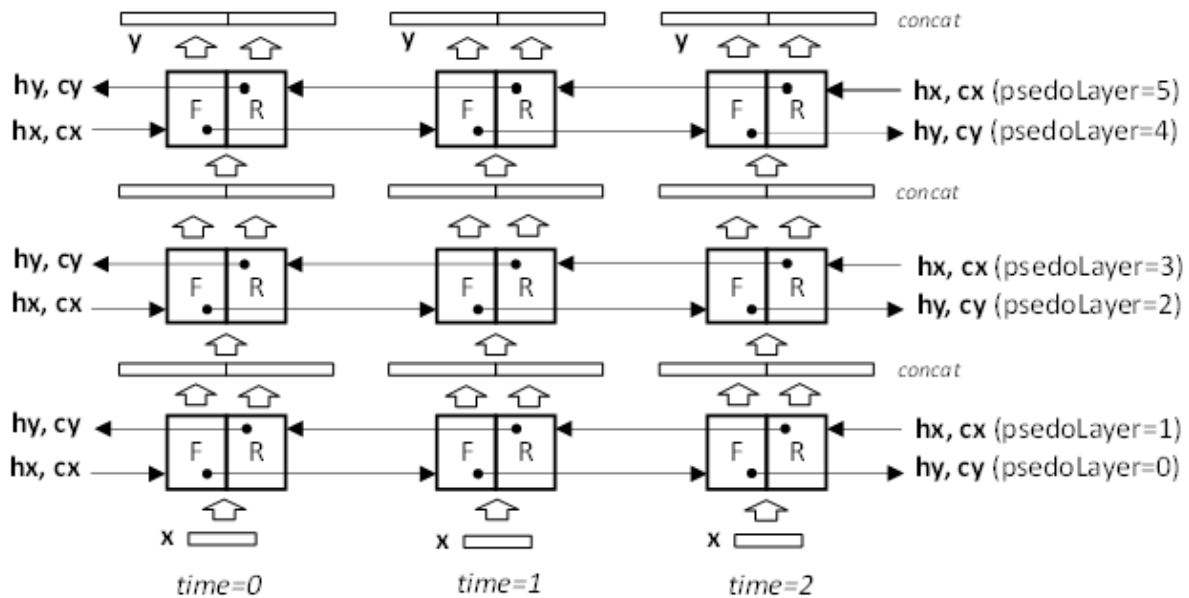 concat
y y y
hy, cy F R F R F R hx, cx (psedoLayer=5)
hx, cx hy, cy (psedoLayer=4)
concat
hy, cy F R F R F R hx, cx (psedoLayer=3)
hx, cx hy, cy (psedoLayer=2)
concat
hy, cy F R F R F R hx, cx (psedoLayer=1)
hx, cx hy, cy (psedoLayer=0)
x x x
time=0 time=1 time=2